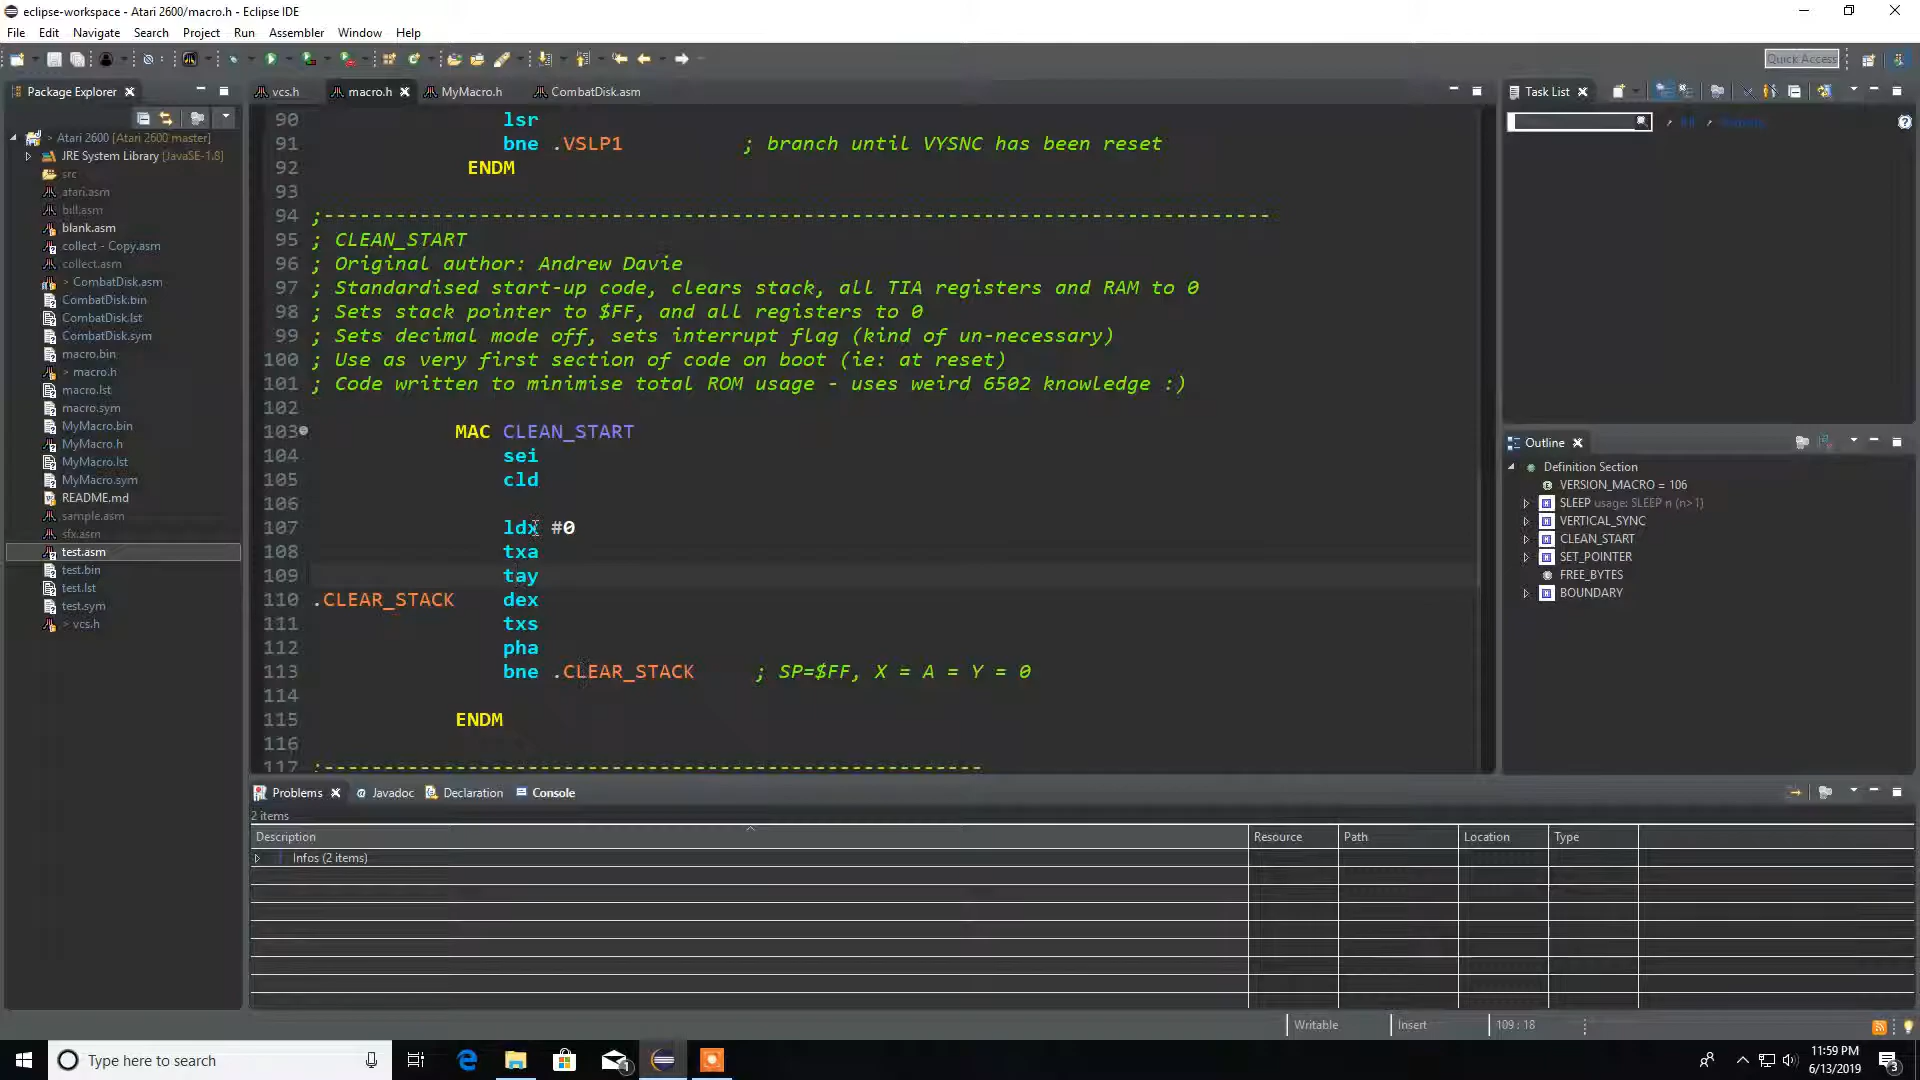 eclipse-workspace - Atari 2600/macro.h - Eclipse IDE
File Edit Navigate Search Project Run Assembler Window Help
Quick Access
Package Explorer
vcs.h macro.h MyMacro.h CombatDisk.asm
Task List
> Atari 2600 [Atari2600 master]
JRE System Library [JavaSE-1.8]
src
atari.asm
bill.asm
blank.asm
collect - Copy.asm
collect.asm
> CombatDisk.asm
CombatDisk.bin
CombatDisk.lst
CombatDisk.sym
macro.bin
> macro.h
macro.lst
macro.sym
MyMacro.bin
MyMacro.h
MyMacro.lst
MyMacro.sym
README.md
sample.asm
sfx.asm
test.asm
test.bin
test.lst
test.sym
> vcs.h
90 lsr
91 bne .VSLP1 ; branch until VYSNC has been reset
92 ENDM
93
94 ;-------------------------------------------------------------------------------
95 ; CLEAN_START
96 ; Original author: Andrew Davie
97 ; Standardised start-up code, clears stack, all TIA registers and RAM to 0
98 ; Sets stack pointer to $FF, and all registers to 0
99 ; Sets decimal mode off, sets interrupt flag (kind of un-necessary)
100 ; Use as very first section of code on boot (ie: at reset)
101 ; Code written to minimise total ROM usage - uses weird 6502 knowledge :)
102
103 MAC CLEAN_START
104 sei
105 cld
106
107 ldx #0
108 txa
109 tay
110 .CLEAR_STACK dex
111 txs
112 pha
113 bne .CLEAR_STACK ; SP=$FF, X = A = Y = 0
114
115 ENDM
116
117 ;-------------------------------------------------------
Outline
Definition Section
VERSION_MACRO = 106
SLEEP usage: SLEEP n (n>1)
VERTICAL_SYNC
CLEAN_START
SET_POINTER
FREE_BYTES
BOUNDARY
Problems Javadoc Declaration Console
2 items
Description Resource Path Location Type
Infos (2 items)
Writable Insert 109 : 18
Type here to search
1
11:59 PM
6/13/2019
3